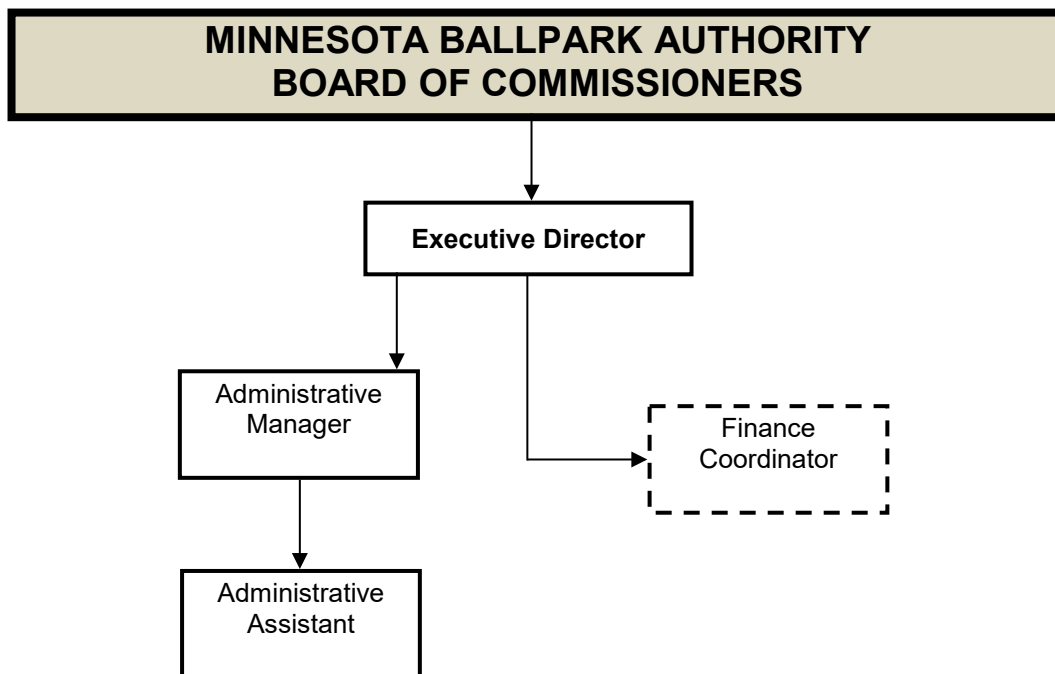 MINNESOTA BALLPARK AUTHORITY
BOARD OF COMMISSIONERS
Executive Director
Administrative
Manager
Finance
Coordinator
Administrative
Assistant